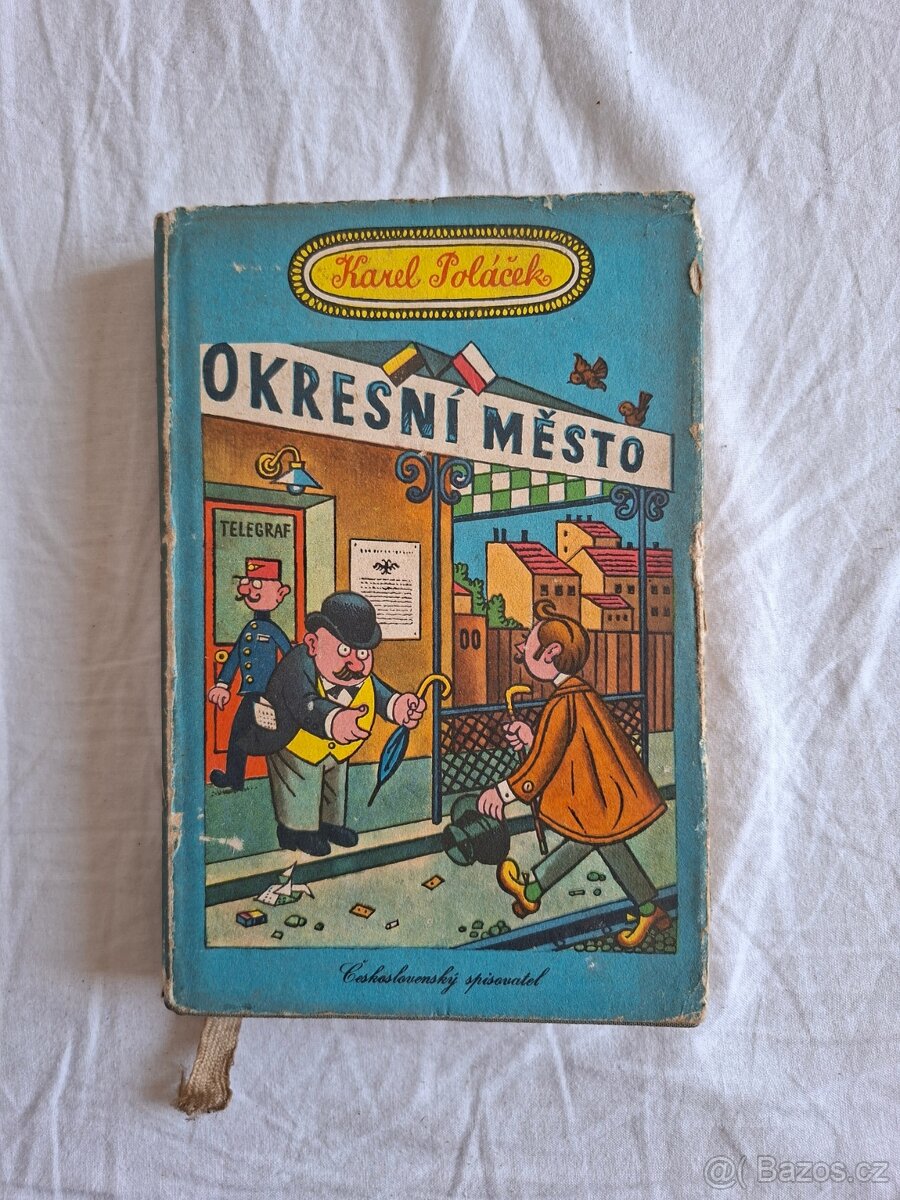 Karel Poláček
OKRESNÍ MĚSTO
TELEGRAF
Československý spisovatel
@( Bazos.cz